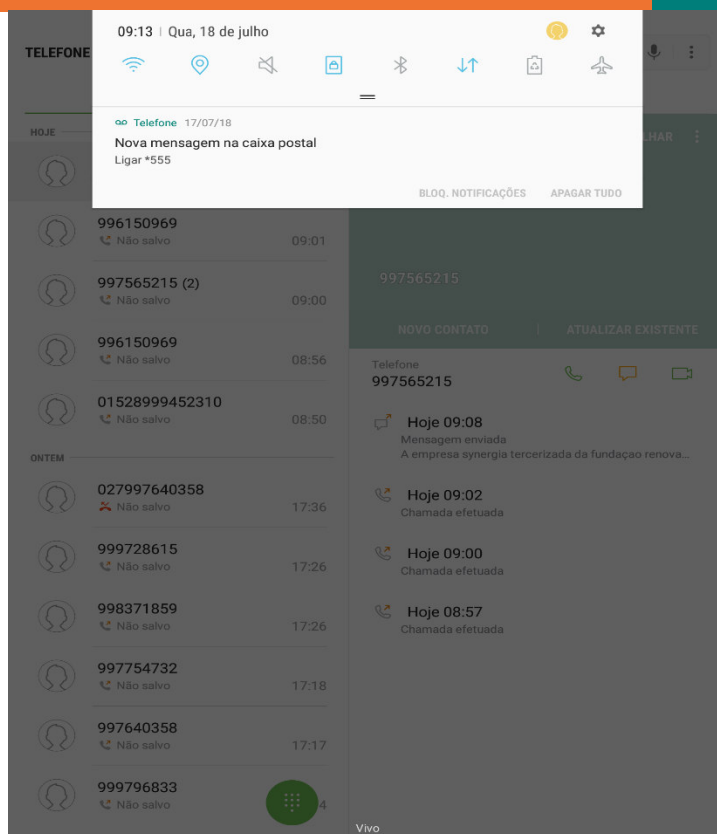 09:13 | Qua, 18 de julho
TELEFONE
Telefone 17/07/18
Nova mensagem na caixa postal
Ligar *555
BLOQ. NOTIFICAÇÕES APAGAR TUDO
HOJE
LHAR
996150969
Não salvo 09:01
997565215 (2)
Não salvo 09:00
996150969
Não salvo 08:56
01528999452310
Não salvo 08:50
ONTEM
027997640358
Não salvo 17:36
999728615
Não salvo 17:26
998371859
Não salvo 17:26
997754732
Não salvo 17:18
997640358
Não salvo 17:17
999796833
Não salvo 4
997565215
NOVO CONTATO | ATUALIZAR EXISTENTE
Telefone
997565215
Hoje 09:08
Mensagem enviada
A empresa synergia tercerizada da fundaçao renova...
Hoje 09:02
Chamada efetuada
Hoje 09:00
Chamada efetuada
Hoje 08:57
Chamada efetuada
Vivo